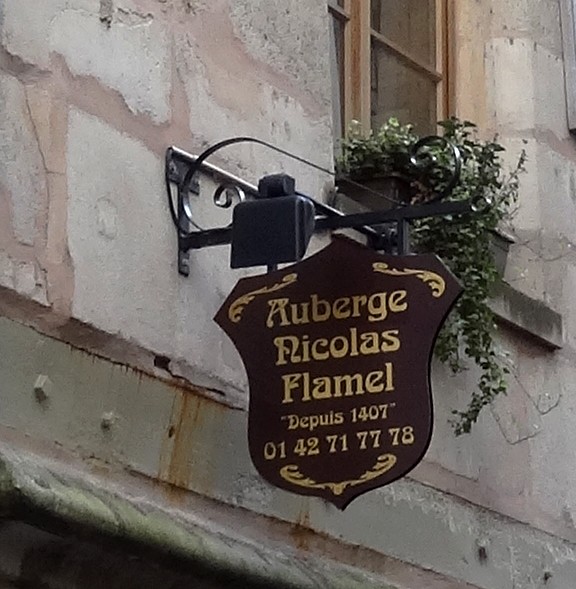 Auberge
Nicolas
Flamel
"Depuis 1407"
01 42 71 77 78